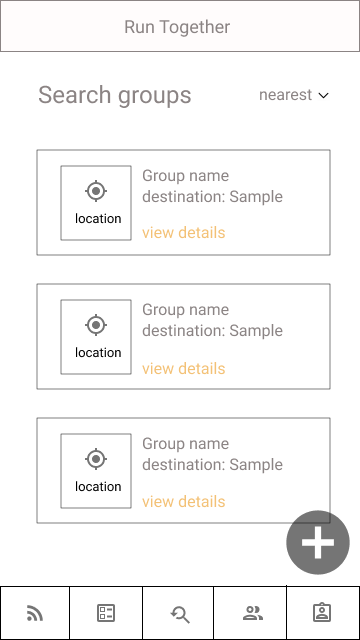 Run Together
Search groups
nearest
Group name
destination: Sample
location
view details
Group name
destination: Sample
location
view details
Group name
destination: Sample
location
view details